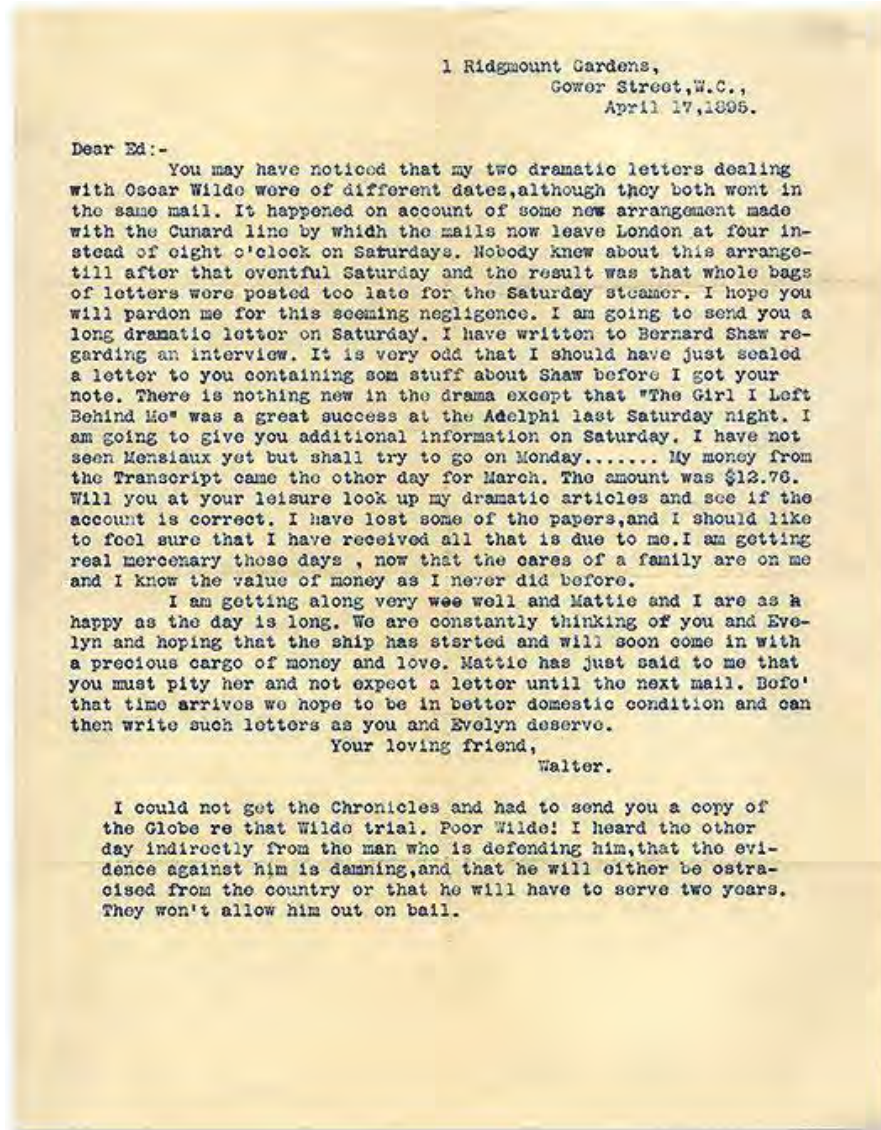 1 Ridgmount Gardens,
Gower Street,W.C.,
April 17,1895.
Dear Ed:-
You may have noticed that my two dramatic letters dealing
with Oscar Wilde were of different dates,although they both went in
the same mail. It happened on account of some new arrangement made
with the Cunard line by which the mails now leave London at four in-
stead of eight o'clock on Saturdays. Nobody knew about this arrange-
till after that eventful Saturday and the result was that whole bags
of letters were posted too late for the Saturday steamer. I hope you
will pardon me for this seeming negligence. I am going to send you a
long dramatic letter on Saturday. I have written to Bernard Shaw re-
garding an interview. It is very odd that I should have just sealed
a letter to you containing som stuff about Shaw before I got your
note. There is nothing new in the drama except that "The Girl I Left
Behind Me" was a great success at the Adelphi last Saturday night. I
am going to give you additional information on Saturday. I have not
seen Mensiaux yet but shall try to go on Monday....... My money from
the Transcript came the other day for March. The amount was $12.76.
Will you at your leisure look up my dramatic articles and see if the
account is correct. I have lost some of the papers,and I should like
to feel sure that I have received all that is due to me.I am getting
real mercenary these days , now that the cares of a family are on me
and I know the value of money as I never did before.
I am getting along very wee well and Mattie and I are as h
happy as the day is long. We are constantly thinking of you and Eve-
lyn and hoping that the ship has stsrted and will soon come in with
a precious cargo of money and love. Mattie has just said to me that
you must pity her and not expect a letter until the next mail. Befo'
that time arrives we hope to be in better domestic condition and can
then write such letters as you and Evelyn deserve.
Your loving friend,
Walter.
I could not get the Chronicles and had to send you a copy of
the Globe re that Wilde trial. Poor Wilde! I heard the other
day indirectly from the man who is defending him,that the evi-
dence against him is damning,and that he will either be ostra-
cised from the country or that he will have to serve two years.
They won't allow him out on bail.